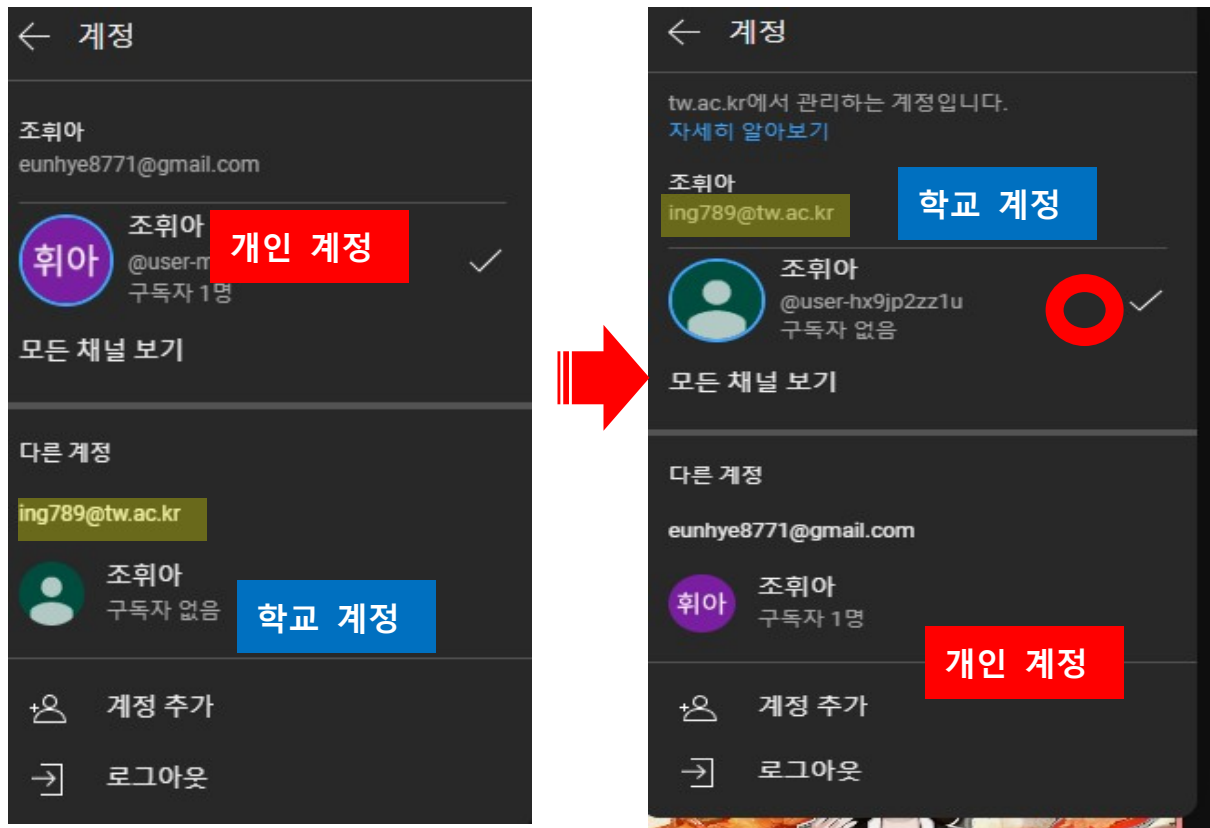 계정
조휘아
eunhye8771@gmail.com
휘아
조휘아
개인 계정
@user-m
구독자 1명
모든 채널 보기
다른 계정
ing789@tw.ac.kr
조휘아
구독자 없음
학교 계정
계정 추가
로그아웃
계정
tw.ac.kr에서 관리하는 계정입니다.
자세히 알아보기
조휘아
ing789@tw.ac.kr
학교 계정
조휘아
@user-hx9jp2zz1u
구독자 없음
모든 채널 보기
다른 계정
eunhye8771@gmail.com
휘아
조휘아
구독자 1명
개인 계정
계정 추가
로그아웃